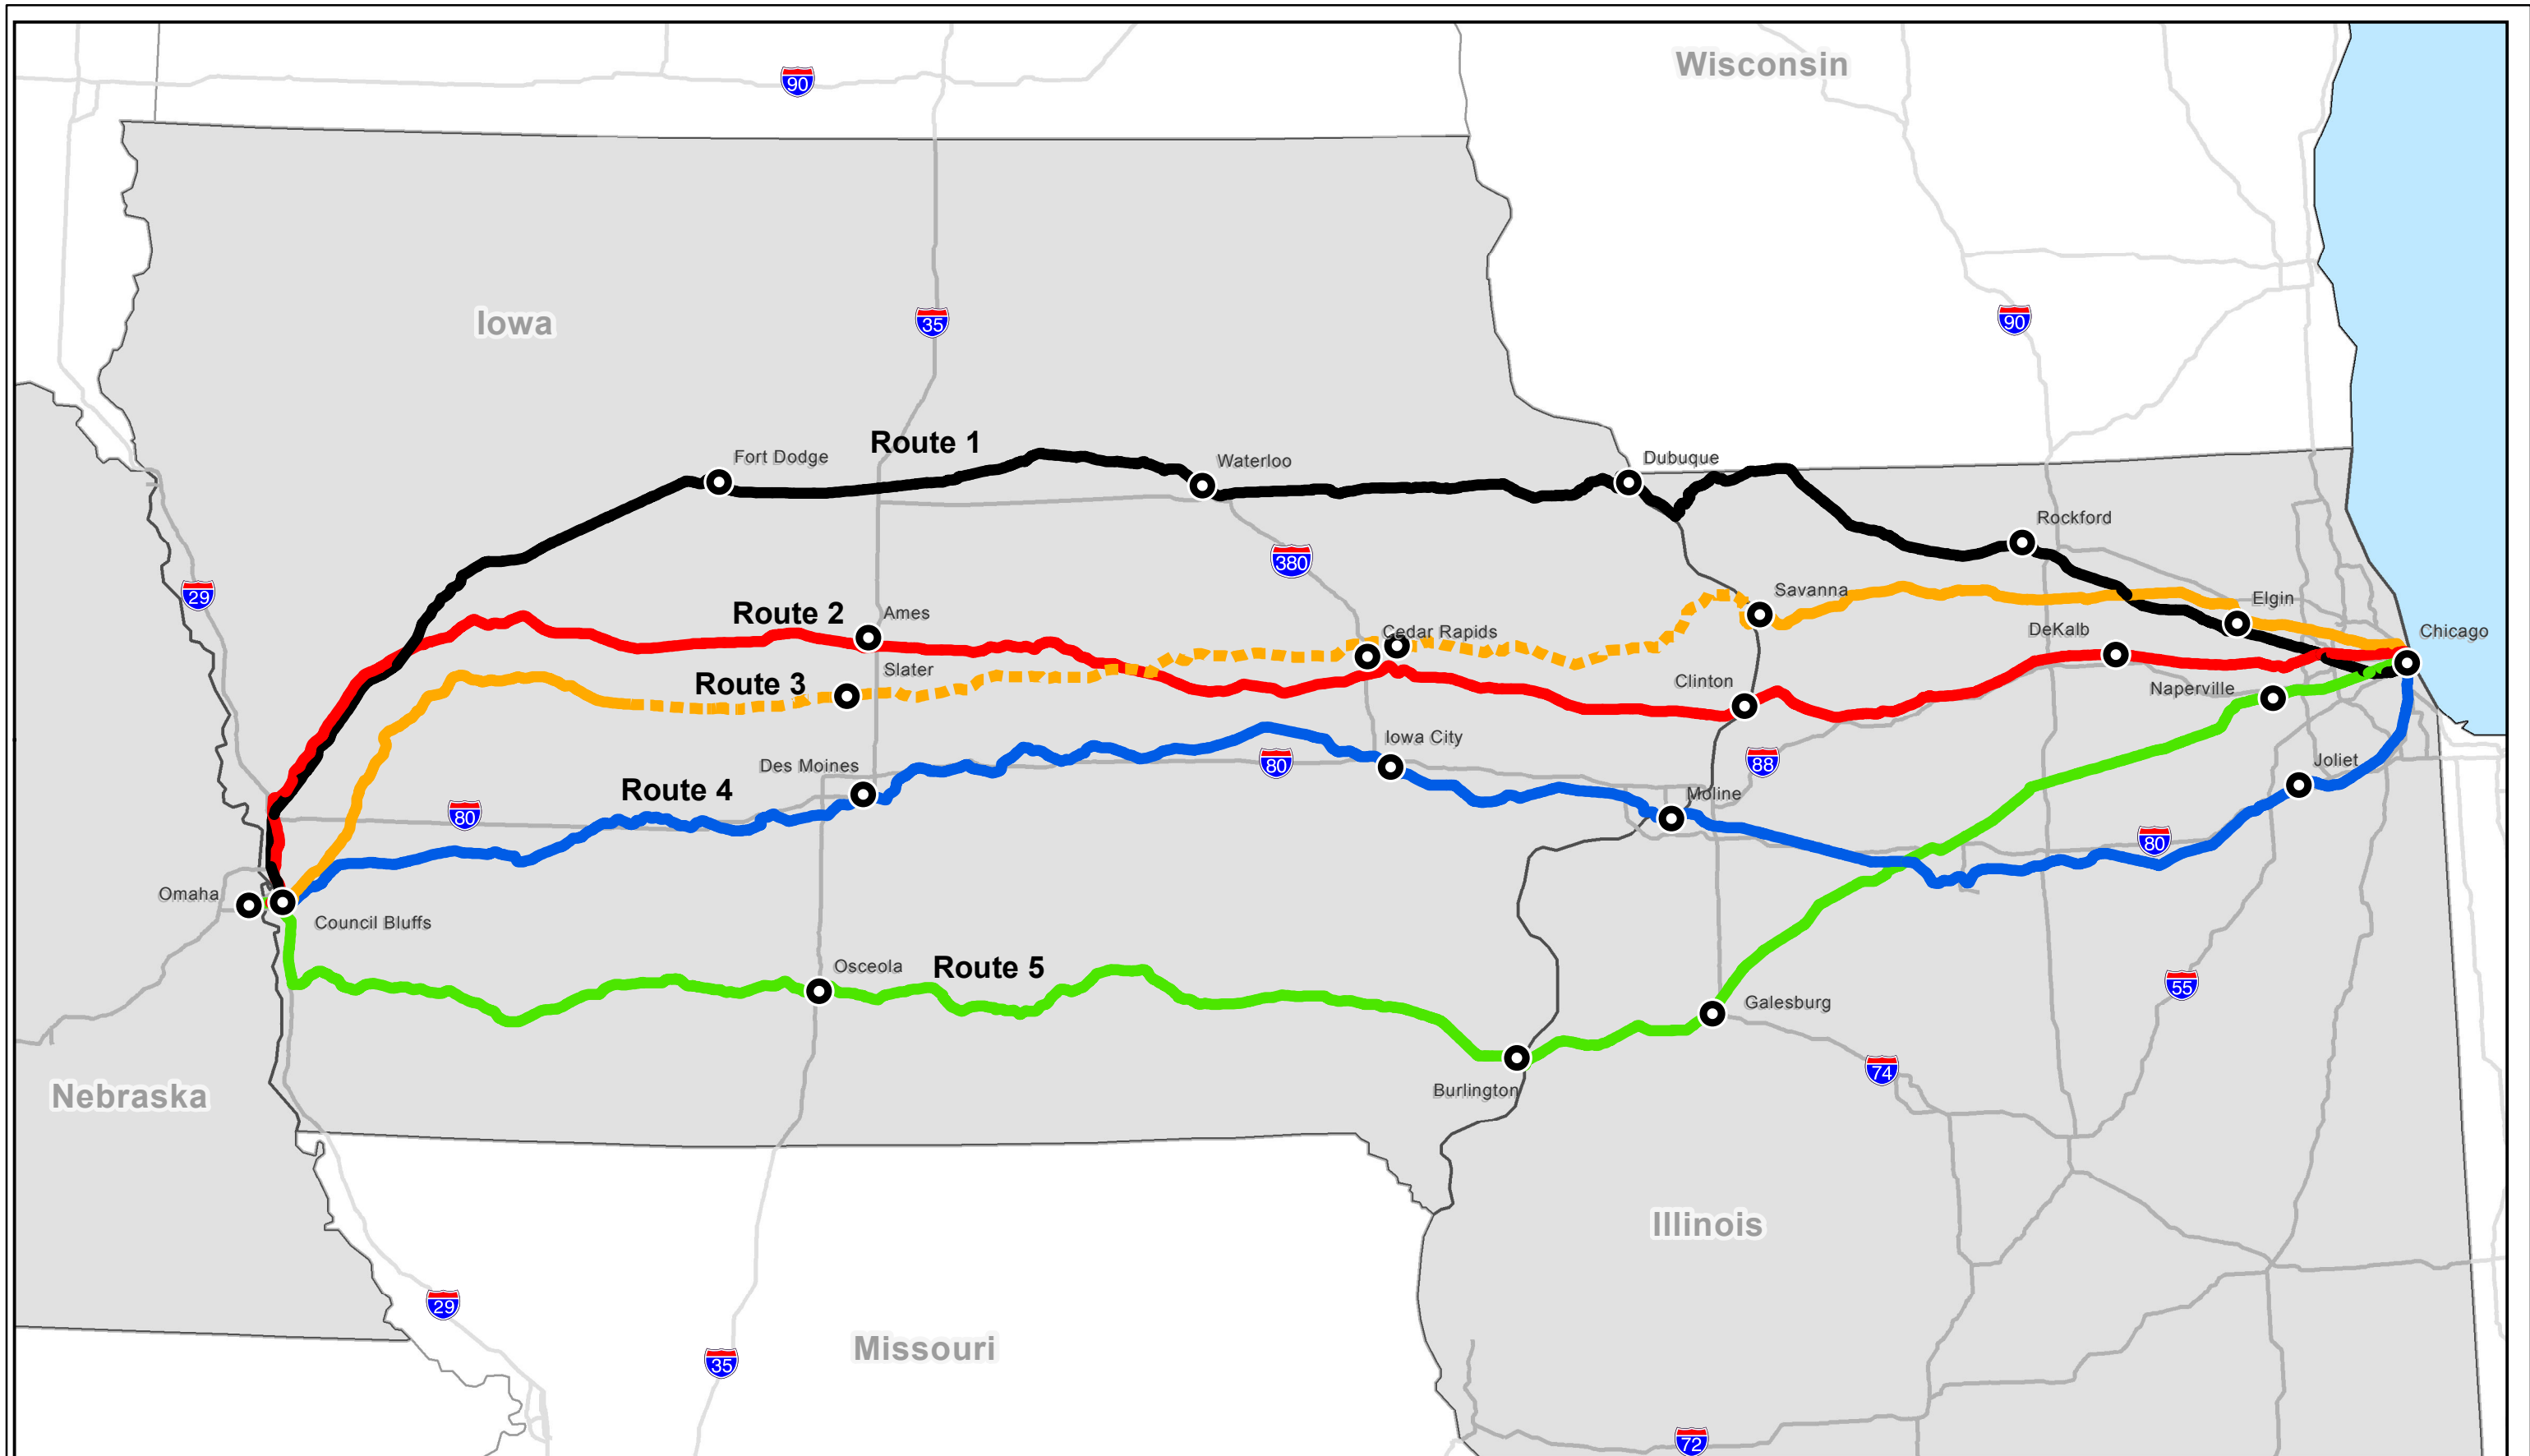 Wisconsin
90
Iowa
35
90
Route 1
Fort Dodge
Waterloo
Dubuque
Rockford
380
29
Savanna
Elgin
Route 2
Ames
Cedar Rapids
DeKalb
Chicago
Slater
Route 3
Clinton
Naperville
Iowa City
Des Moines
80
88
Joliet
Route 4
Moline
80
80
Omaha
Council Bluffs
Osceola
Route 5
55
Galesburg
74
Burlington
Nebraska
Illinois
29
Missouri
35
72